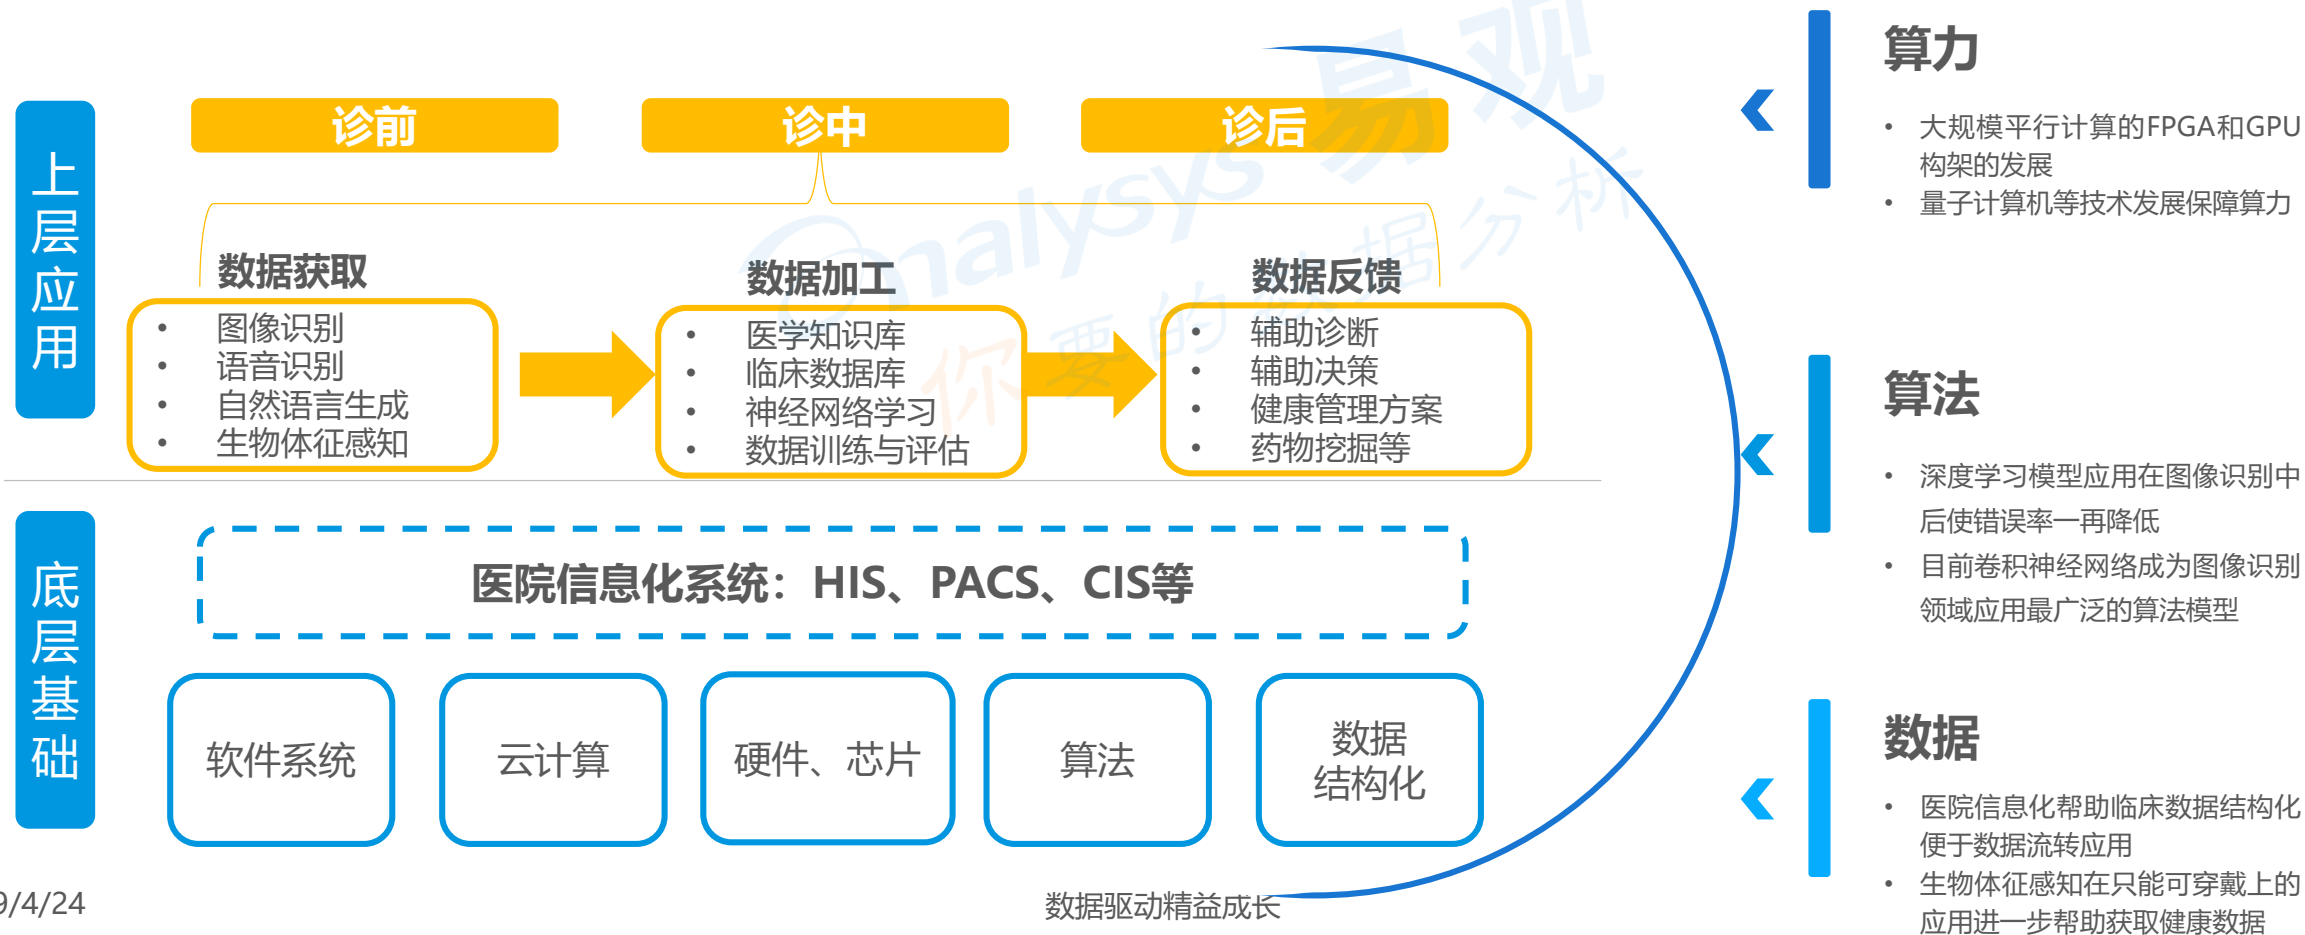 上层应用
诊前
诊中
诊后
数据获取
• 图像识别
• 语音识别
• 自然语言生成
• 生物体征感知
数据加工
• 医学知识库
• 临床数据库
• 神经网络学习
• 数据训练与评估
数据反馈
• 辅助诊断
• 辅助决策
• 健康管理方案
• 药物挖掘等
底层基础
医院信息化系统：HIS、PACS、CIS等
软件系统
云计算
硬件、芯片
算法
数据
结构化
算力
• 大规模平行计算的FPGA和GPU
构架的发展
• 量子计算机等技术发展保障算力
算法
• 深度学习模型应用在图像识别中
后使错误率一再降低
• 目前卷积神经网络成为图像识别
领域应用最广泛的算法模型
数据
• 医院信息化帮助临床数据结构化
便于数据流转应用
• 生物体征感知在只能可穿戴上的
应用进一步帮助获取健康数据
9/4/24
数据驱动精益成长
analysys 易观
你要的数据分析